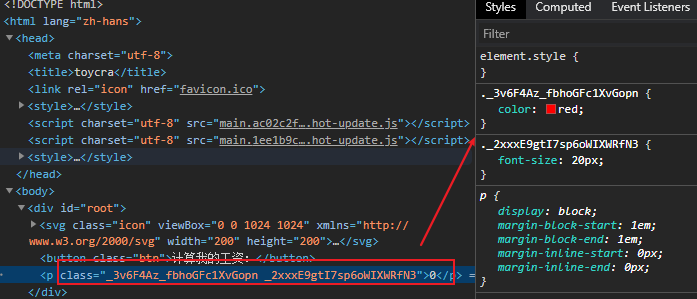 <!DOCTYPE html>
<html lang="zh-hans">
<head>
<meta charset="utf-8">
<title>toycra</title>
<link rel="icon" href="favicon.ico">
<style>…</style>
<script charset="utf-8" src="main.ac02c2f….hot-update.js"></script>
<script charset="utf-8" src="main.1ee1b9c….hot-update.js"></script>
<style>…</style>
</head>
<body>
<div id="root">
<svg class="icon" viewBox="0 0 1024 1024" xmlns="http://
www.w3.org/2000/svg" width="200" height="200">…</svg>
<button class="btn">计算我的工资: </button>
… <p class="_3v6F4Az_fbhoGFc1XvGopn _2xxxE9gtI7sp6oWIXWRfN3">0</p> =
</div>
Styles Computed Event Listeners
Filter
element.style {
}
._3v6F4Az_fbhoGFc1XvGopn {
color: red;
}
._2xxxE9gtI7sp6oWIXWRfN3 {
font-size: 20px;
}
p {
display: block;
margin-block-start: 1em;
margin-block-end: 1em;
margin-inline-start: 0px;
margin-inline-end: 0px;
}